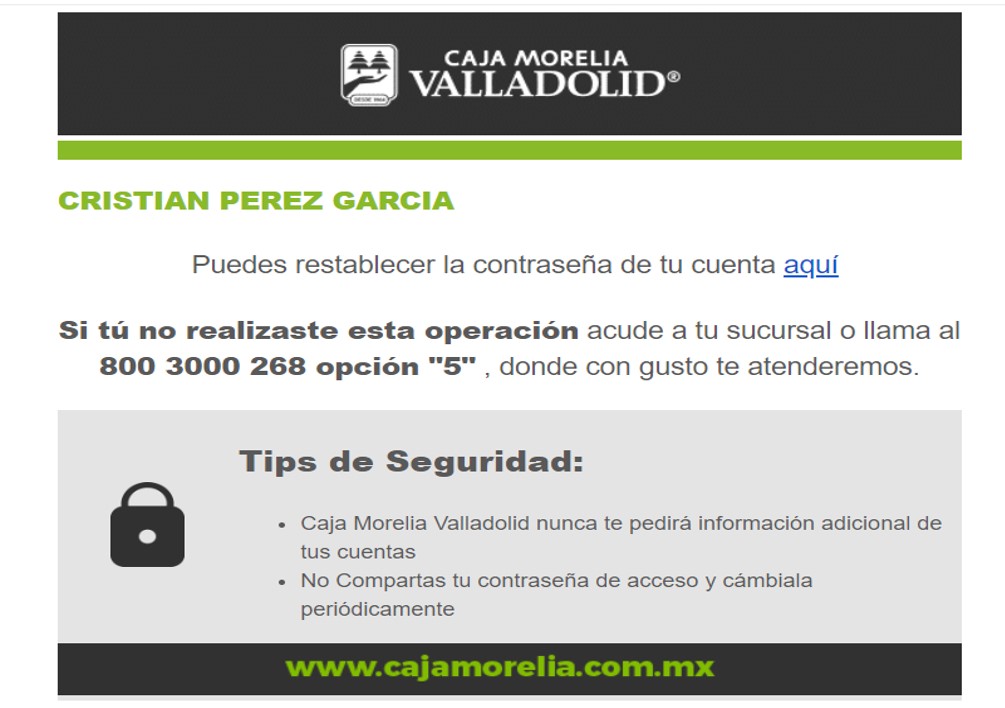 CAJA MORELIA
VALLADOLID®
DESDE 1964
CRISTIAN PEREZ GARCIA
Puedes restablecer la contraseña de tu cuenta aquí
Si tú no realizaste esta operación acude a tu sucursal o llama al
800 3000 268 opción "5" , donde con gusto te atenderemos.
Tips de Seguridad:
• Caja Morelia Valladolid nunca te pedirá información adicional de
tus cuentas
• No Compartas tu contraseña de acceso y cámbiala
periódicamente
www.cajamorelia.com.mx